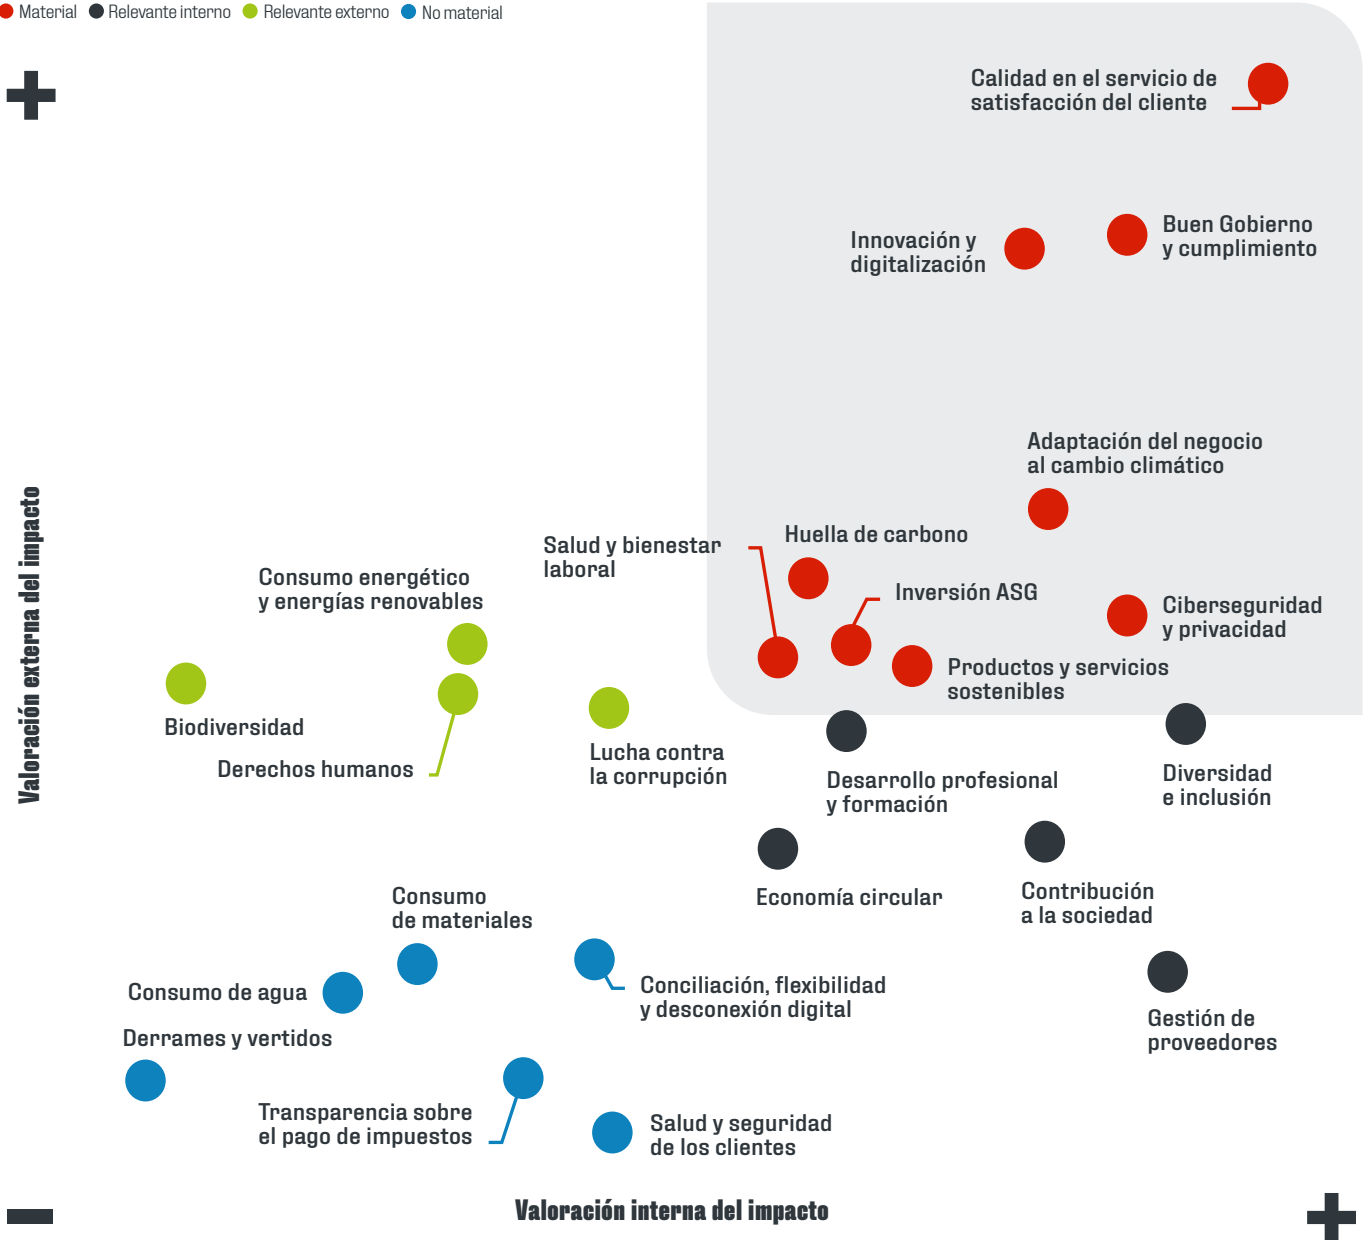 Material
Relevante interno
Relevante externo
No material
Calidad en el servicio de
satisfacción del cliente
Innovación y
digitalización
Buen Gobierno
y cumplimiento
Adaptación del negocio
al cambio climático
Huella de carbono
Salud y bienestar
laboral
Inversión ASG
Ciberseguridad
y privacidad
Productos y servicios
sostenibles
Consumo energético
y energías renovables
Biodiversidad
Derechos humanos
Lucha contra
la corrupción
Desarrollo profesional
y formación
Diversidad
e inclusión
Economía circular
Contribución
a la sociedad
Gestión de
proveedores
Consumo
de materiales
Consumo de agua
Conciliación, flexibilidad
y desconexión digital
Derrames y vertidos
Transparencia sobre
el pago de impuestos
Salud y seguridad
de los clientes
Valoración externa del impacto
Valoración interna del impacto